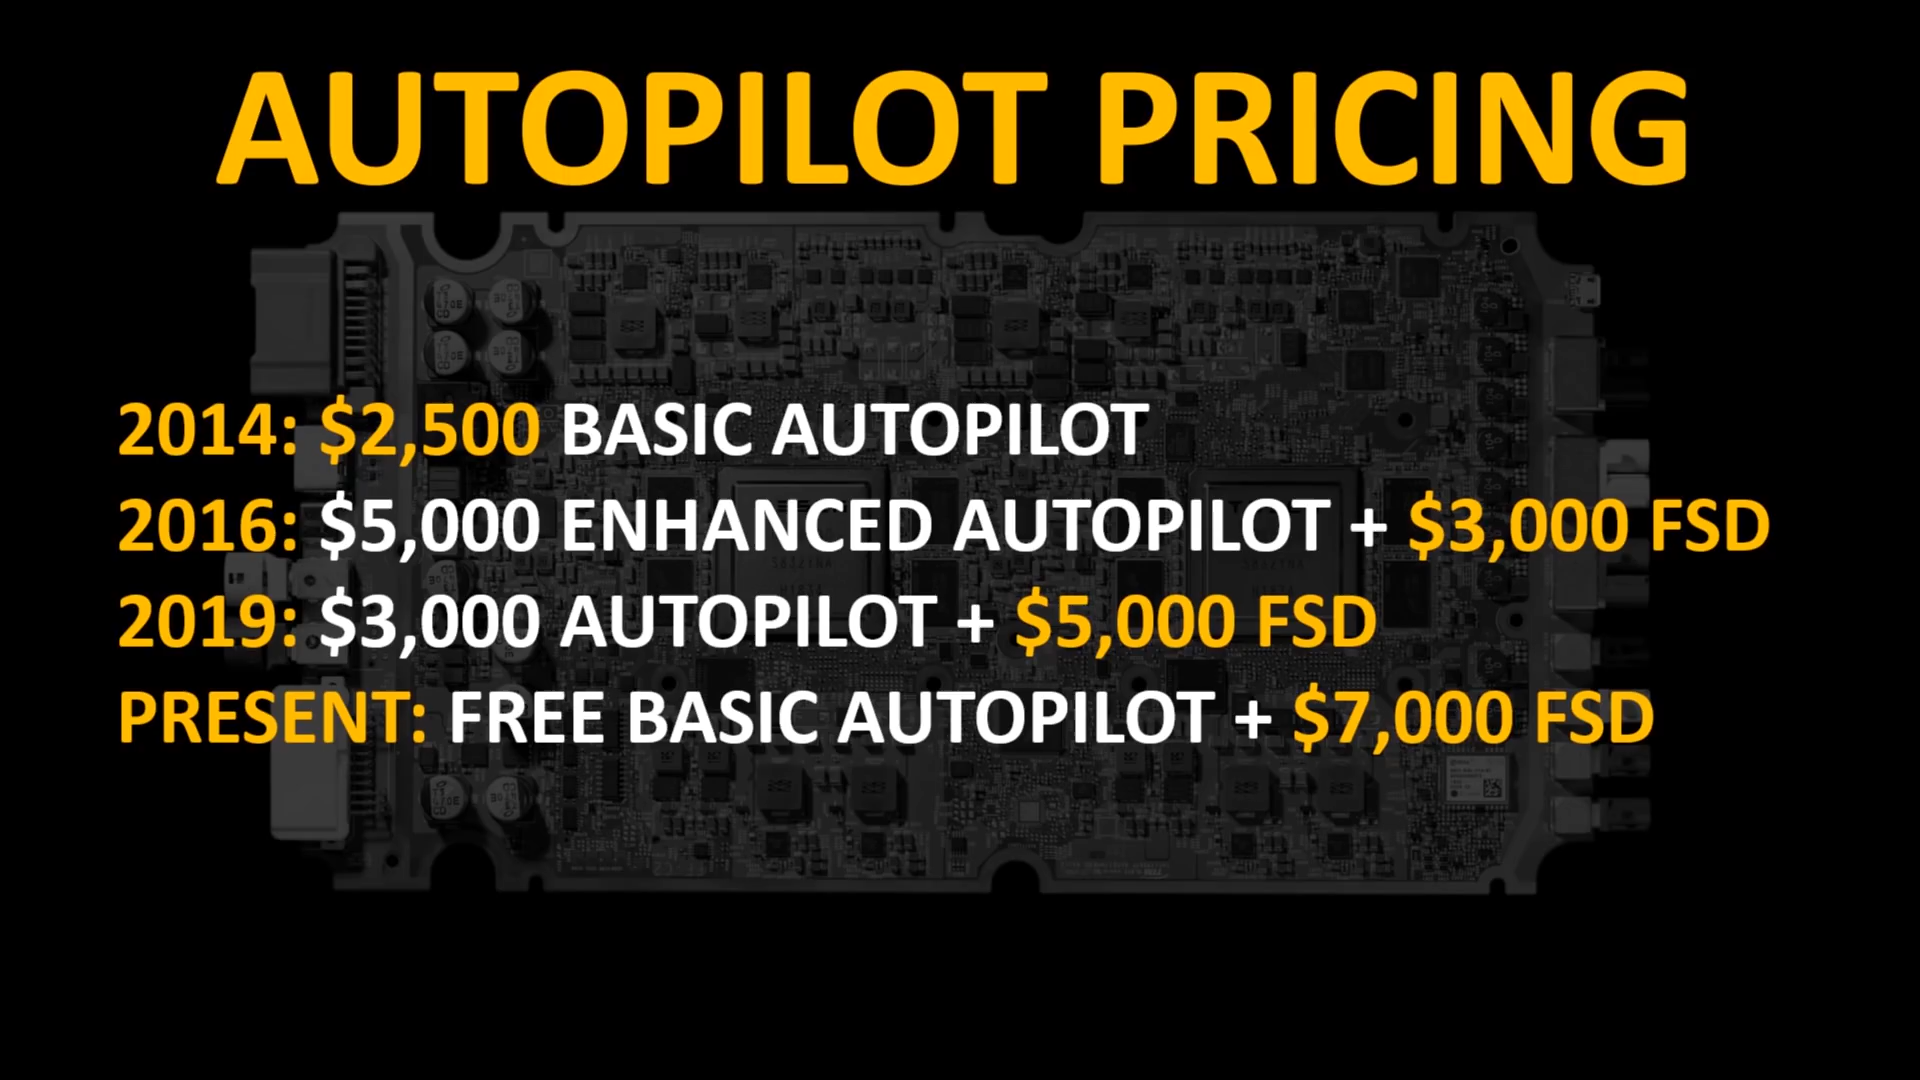 AUTOPILOT PRICING
2014: $2,500 BASIC AUTOPILOT
2016: $5,000 ENHANCED AUTOPILOT + $3,000 FSD
2019: $3,000 AUTOPILOT + $5,000 FSD
PRESENT: FREE BASIC AUTOPILOT + $7,000 FSD